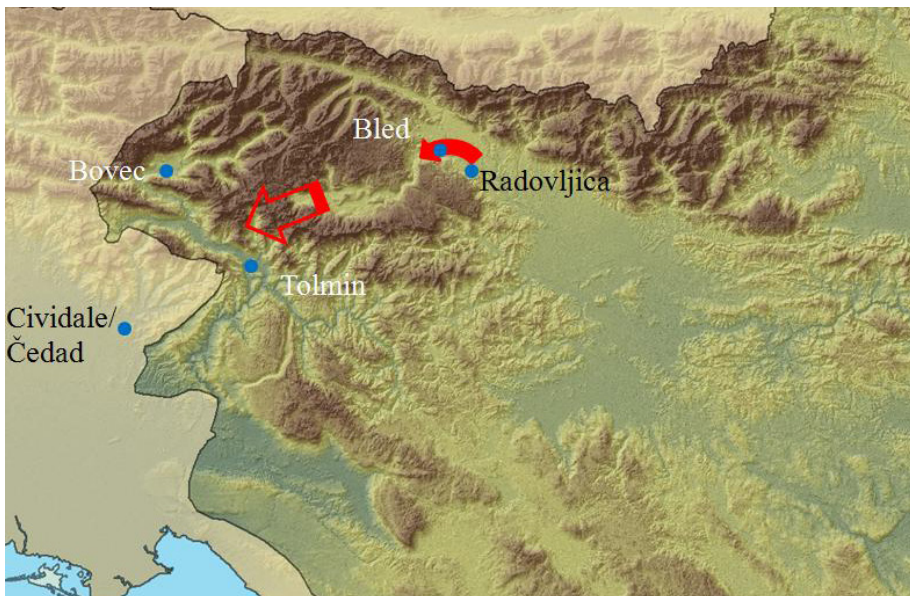 Bled
Bovec
Radovljica
Tolmin
Cividale/
Čedad